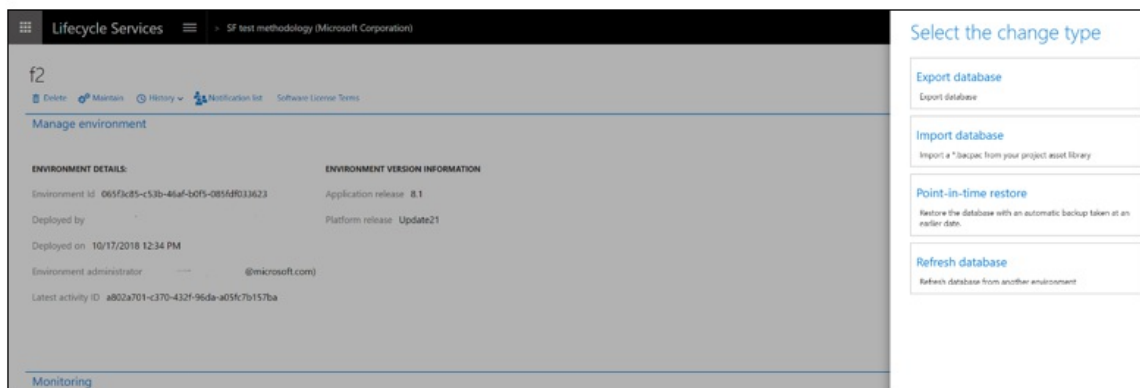 Lifecycle Services > SF test methodology (Microsoft Corporation)
f2
Delete Maintain History Notification list Software License Terms
Manage environment
ENVIRONMENT DETAILS: ENVIRONMENT VERSION INFORMATION
Environment Id 065f3c85-c53b-46af-b0f5-085fdf033623 Application release 8.1
Deployed by Platform release Update21
Deployed on 10/17/2018 12:34 PM
Environment administrator @microsoft.com)
Latest activity ID a802a701-c370-432f-96da-a05fc7b157ba
Monitoring
Select the change type
Export database
Export database
Import database
Import a *.bacpac from your project asset library
Point-in-time restore
Restore the database with an automatic backup taken at an
earlier date.
Refresh database
Refresh database from another environment